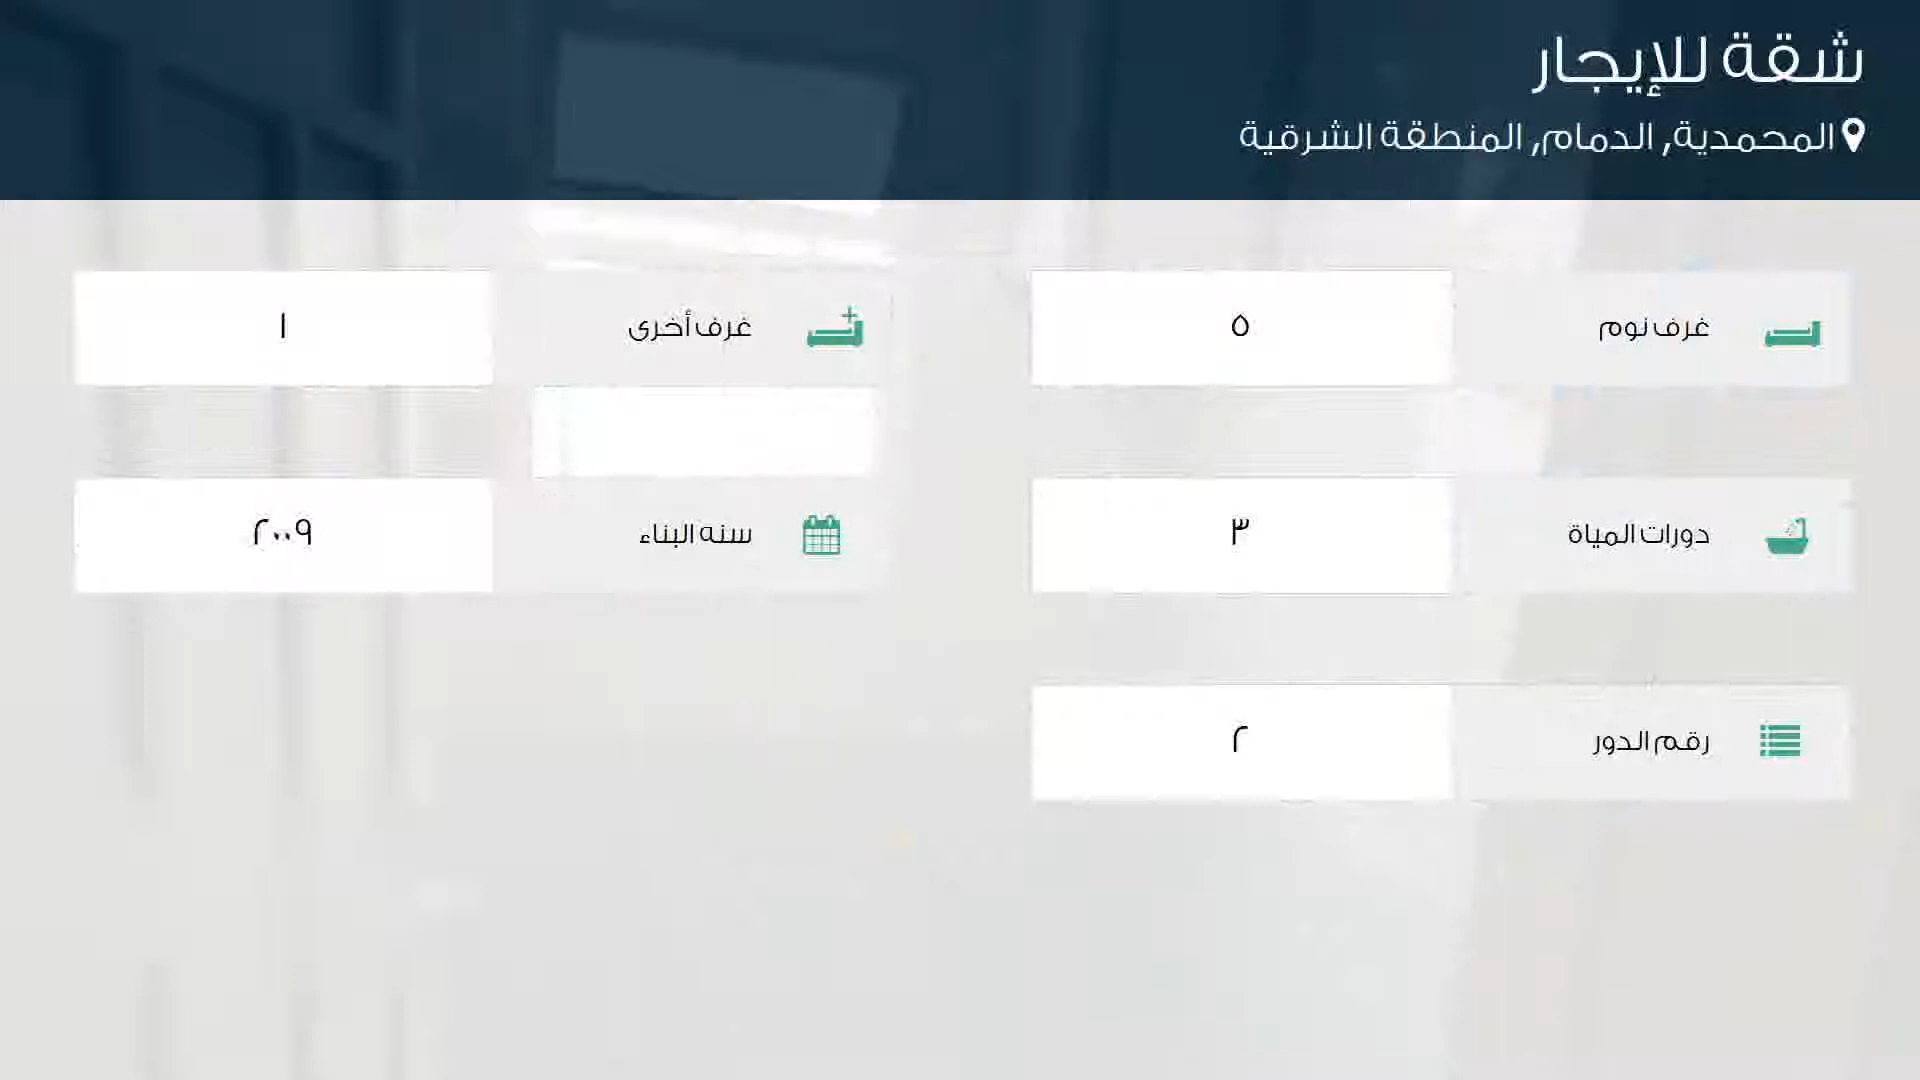 شقة للإيجار
المحمدية, الدمام, المنطقة الشرقية
غرف نوم ٥
غرف أخرى ١
دورات المياة ٣
سنه البناء ٢٠٠٩
رقم الدور ٢